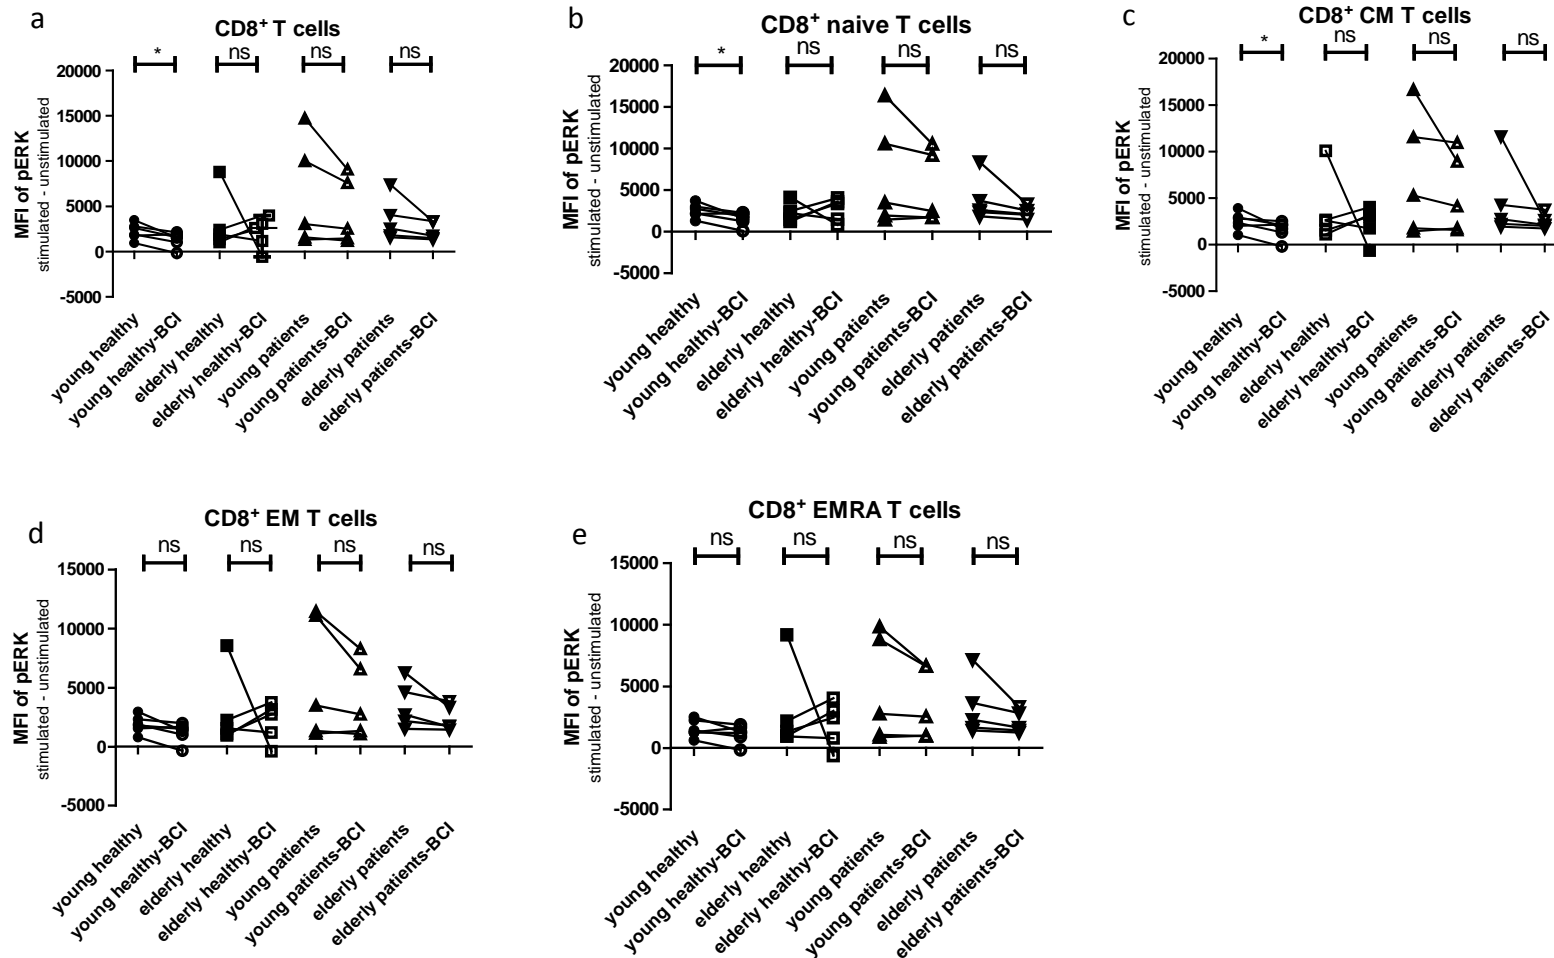 a
CD8⁺ T cells
* ns ns ns
MFI of pERK
stimulated - unstimulated
20000
15000
10000
5000
0
-5000
young healthy
young healthy-BCI
elderly healthy
elderly healthy-BCI
young patients
young patients-BCI
elderly patients
elderly patients-BCI
b
CD8⁺ naive T cells
* ns ns ns
MFI of pERK
stimulated - unstimulated
20000
15000
10000
5000
0
-5000
young healthy
young healthy-BCI
elderly healthy
elderly healthy-BCI
young patients
young patients-BCI
elderly patients
elderly patients-BCI
c
CD8⁺ CM T cells
* ns ns ns
MFI of pERK
stimulated - unstimulated
20000
15000
10000
5000
0
-5000
young healthy
young healthy-BCI
elderly healthy
elderly healthy-BCI
young patients
young patients-BCI
elderly patients
elderly patients-BCI
d
CD8⁺ EM T cells
ns ns ns ns
MFI of pERK
stimulated - unstimulated
15000
10000
5000
0
-5000
young healthy
young healthy-BCI
elderly healthy
elderly healthy-BCI
young patients
young patients-BCI
elderly patients
elderly patients-BCI
e
CD8⁺ EMRA T cells
ns ns ns ns
MFI of pERK
stimulated - unstimulated
15000
10000
5000
0
-5000
young healthy
young healthy-BCI
elderly healthy
elderly healthy-BCI
young patients
young patients-BCI
elderly patients
elderly patients-BCI